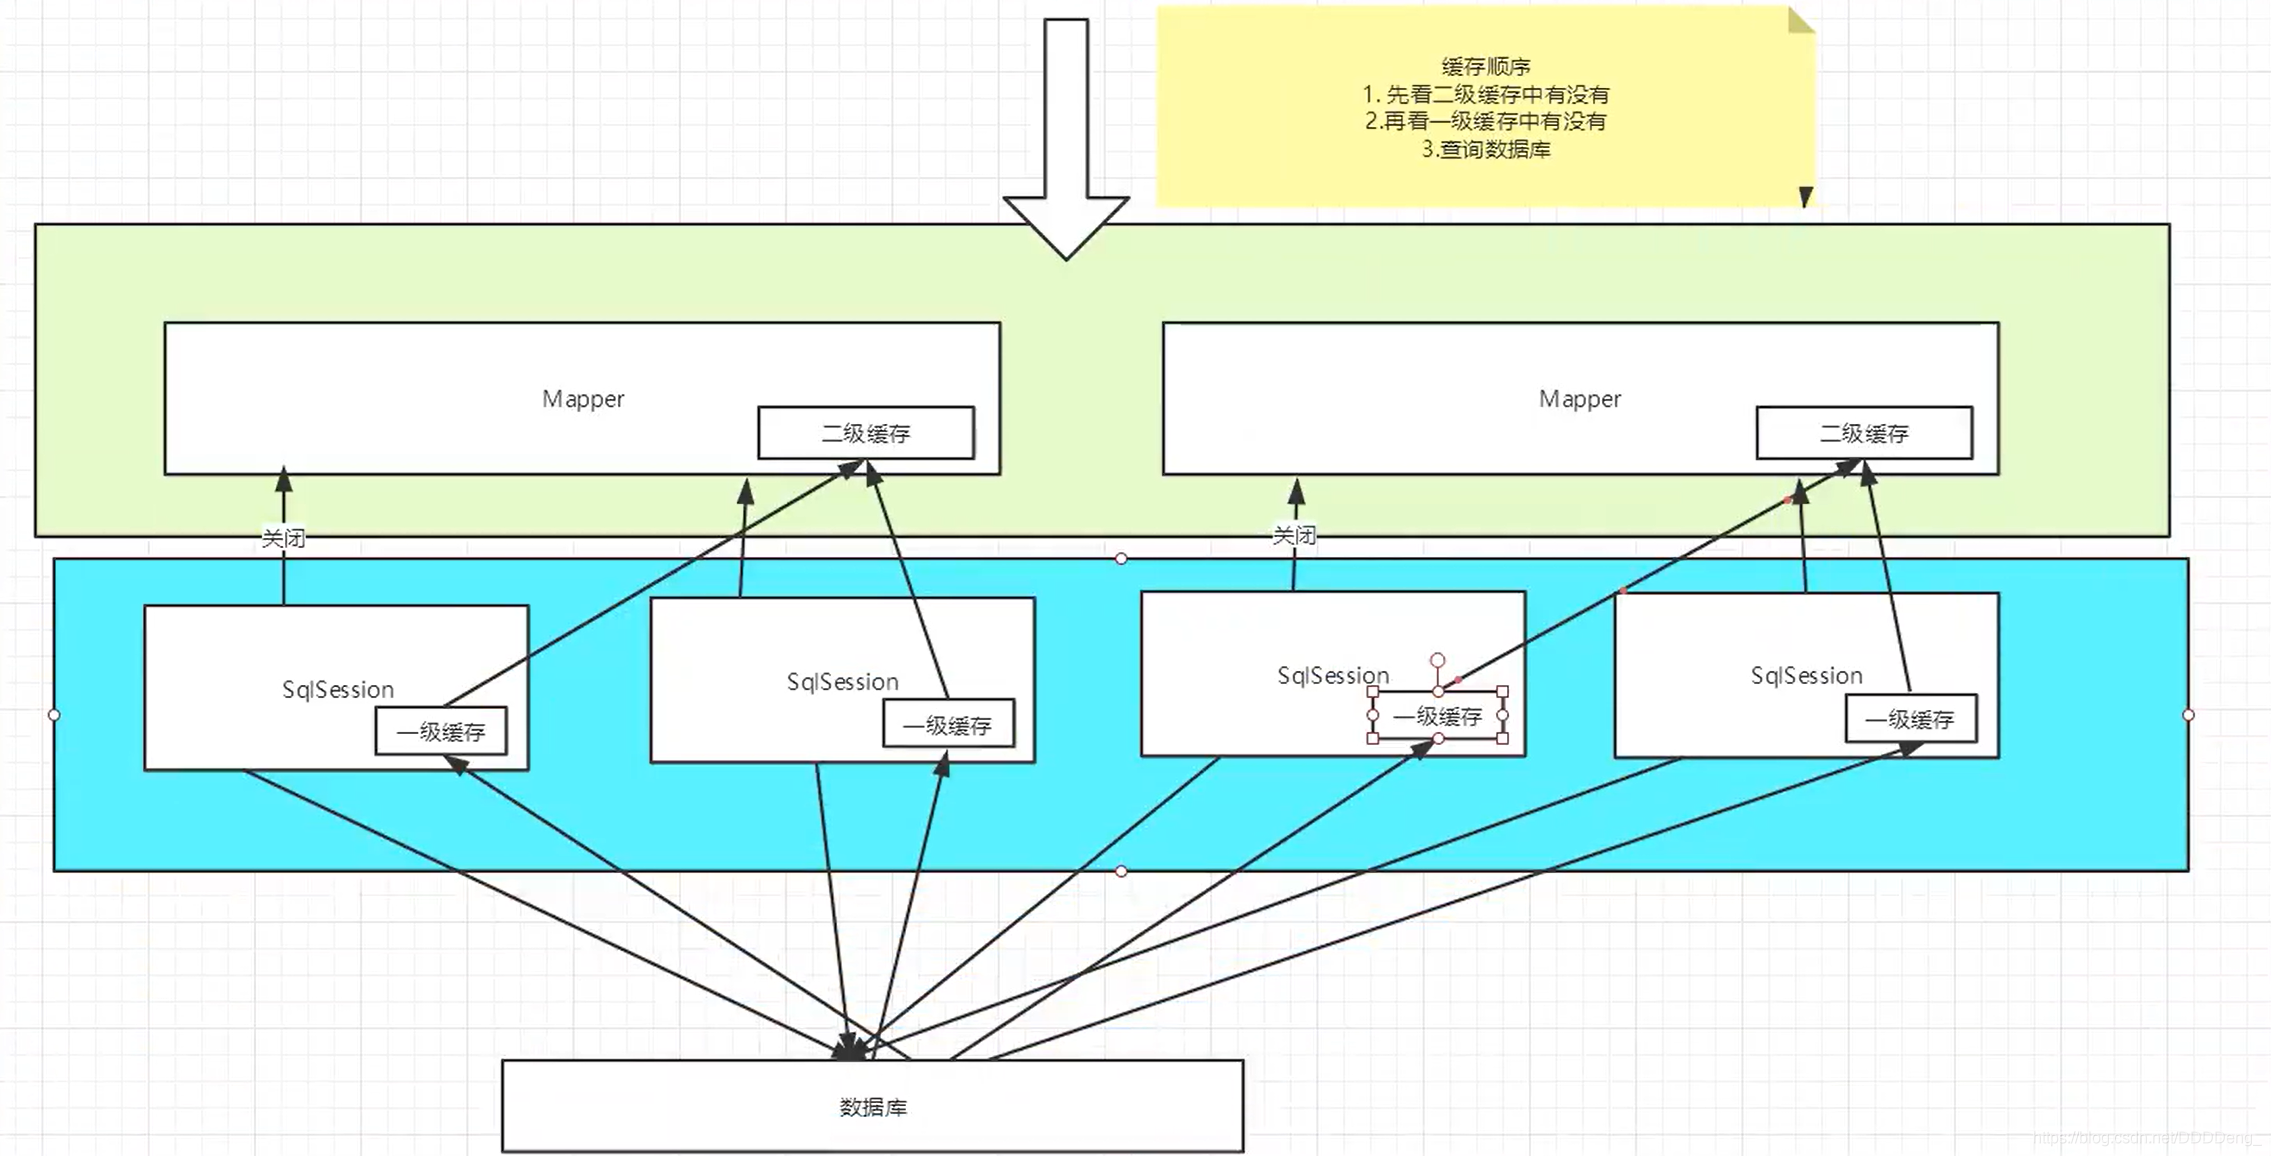 缓存顺序
1. 先看二级缓存中有没有
2.再看一级缓存中有没有
3.查询数据库
Mapper
二级缓存
Mapper
二级缓存
关闭
关闭
SqlSession
一级缓存
SqlSession
一级缓存
SqlSession
一级缓存
SqlSession
一级缓存
数据库
https://blog.csdn.net/DDDDeng_